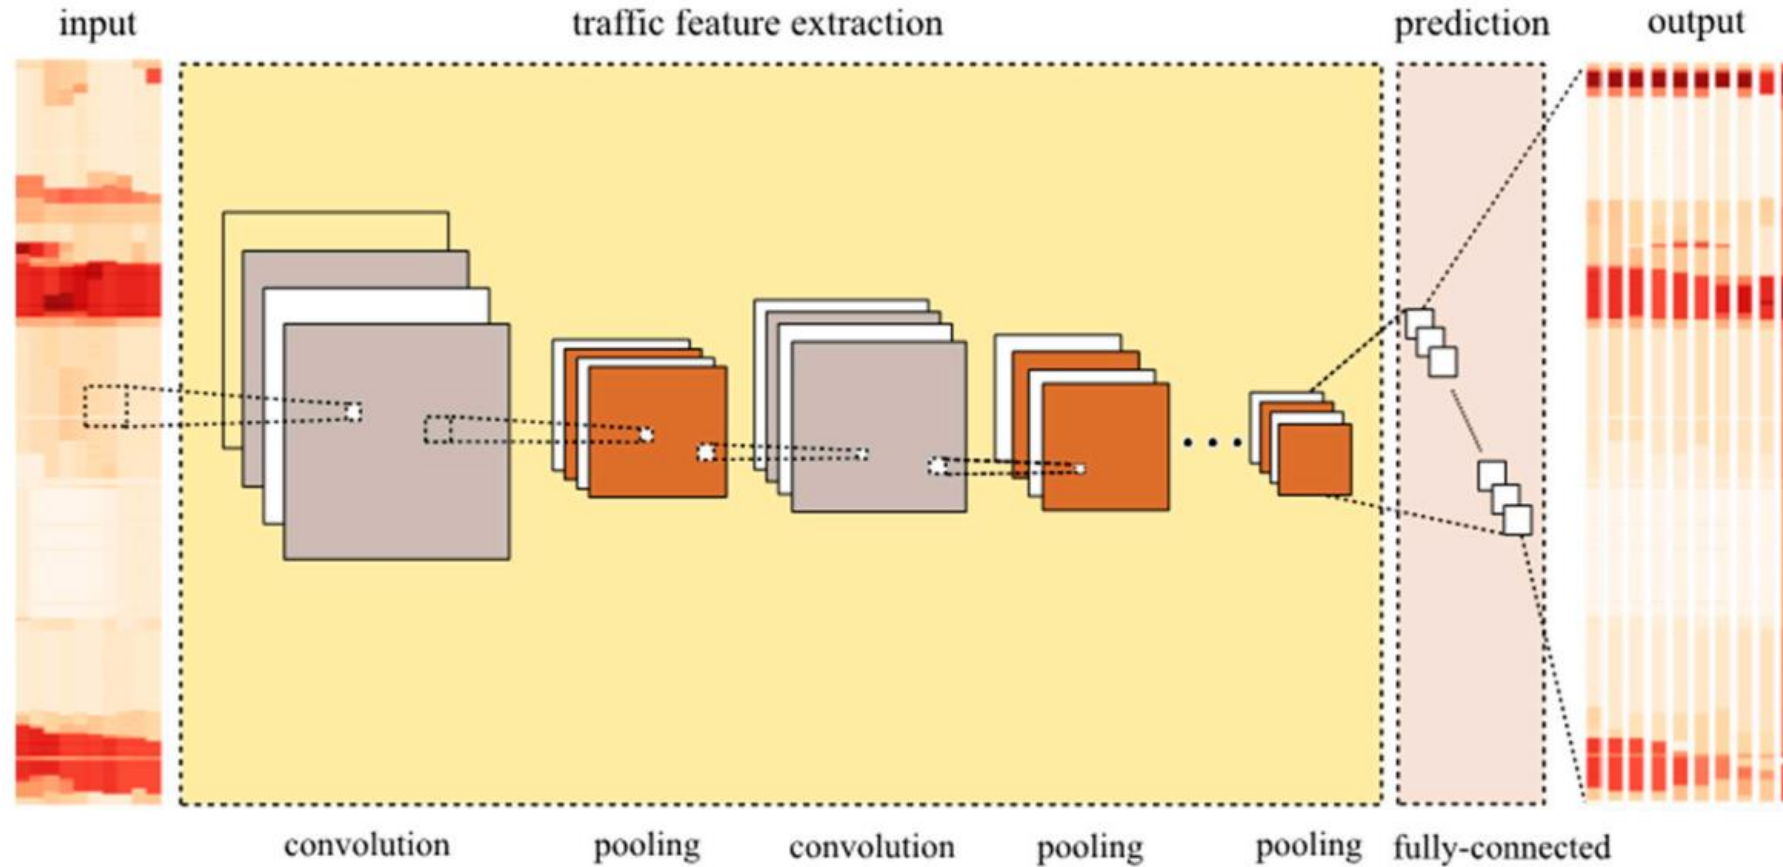 input traffic feature extraction prediction output
convolution pooling convolution pooling pooling fully-connected